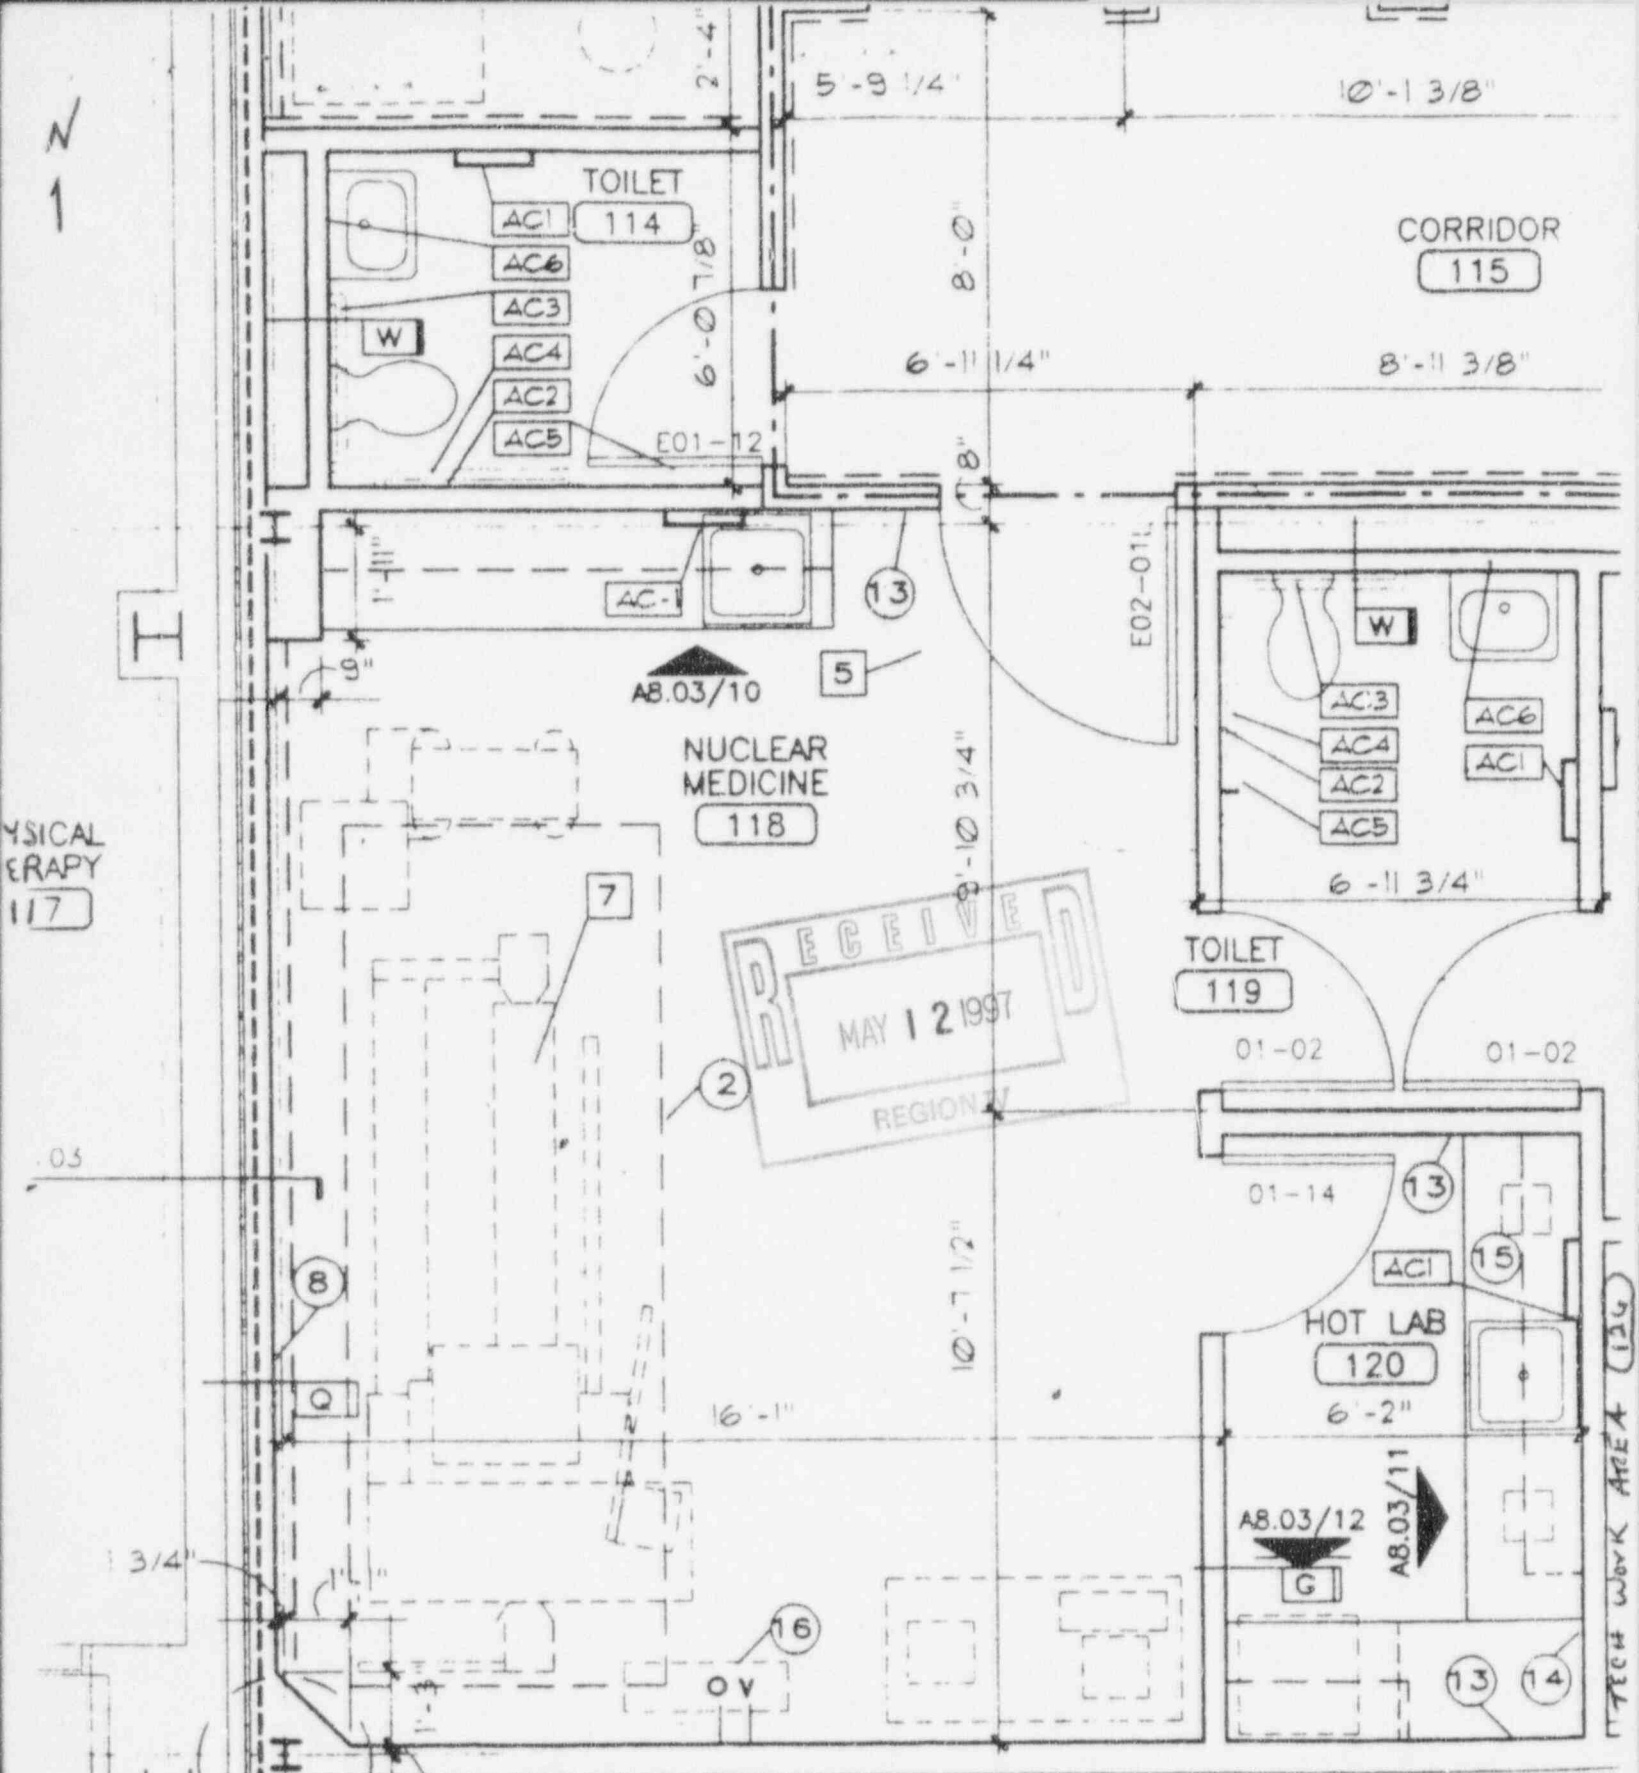 N
2'-4"
5'-9 1/4"
10'-1 3/8"
TOILET
114
AC1
AC6
AC3
AC4
AC2
AC5
W
6'-0 7/8"
E01-12
8'-0"
CORRIDOR
115
6'-11 1/4"
8'-11 3/8"
AC-1
13
E02-01
9"
A8.03/10
5
W
AC3
AC4
AC2
AC5
AC6
AC1
6'-11 3/4"
NUCLEAR
MEDICINE
118
9'-10 3/4"
YSICAL
ERAPY
117
7
RECEIVED
MAY 12 1997
REGION IV
2
TOILET
119
01-02
01-02
03
01-14
13
15
AC1
8
HOT LAB
120
10'-7 1/2"
Q
16'-1"
6'-2"
A8.03/11
A8.03/12
G
3/4"
1'-3"
16
O V
13
14
TECH WORK AREA